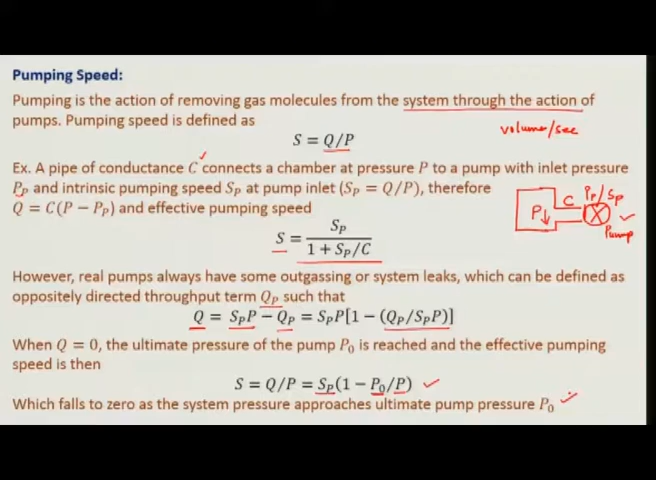 Pumping Speed:
Pumping is the action of removing gas molecules from the system through the action of
pumps. Pumping speed is defined as
S = Q/P
volume/sec
Ex. A pipe of conductance C connects a chamber at pressure P to a pump with inlet pressure
P_P and intrinsic pumping speed S_P at pump inlet (S_P = Q/P), therefore
Q = C(P − P_P) and effective pumping speed
P C P_P/S_P
Pump
S = S_P / (1 + S_P/C)
However, real pumps always have some outgassing or system leaks, which can be defined as
oppositely directed throughput term Q_P such that
Q = S_P P − Q_P = S_P P[1 − (Q_P/S_P P)]
When Q = 0, the ultimate pressure of the pump P_0 is reached and the effective pumping
speed is then
S = Q/P = S_P(1 − P_0/P)
Which falls to zero as the system pressure approaches ultimate pump pressure P_0